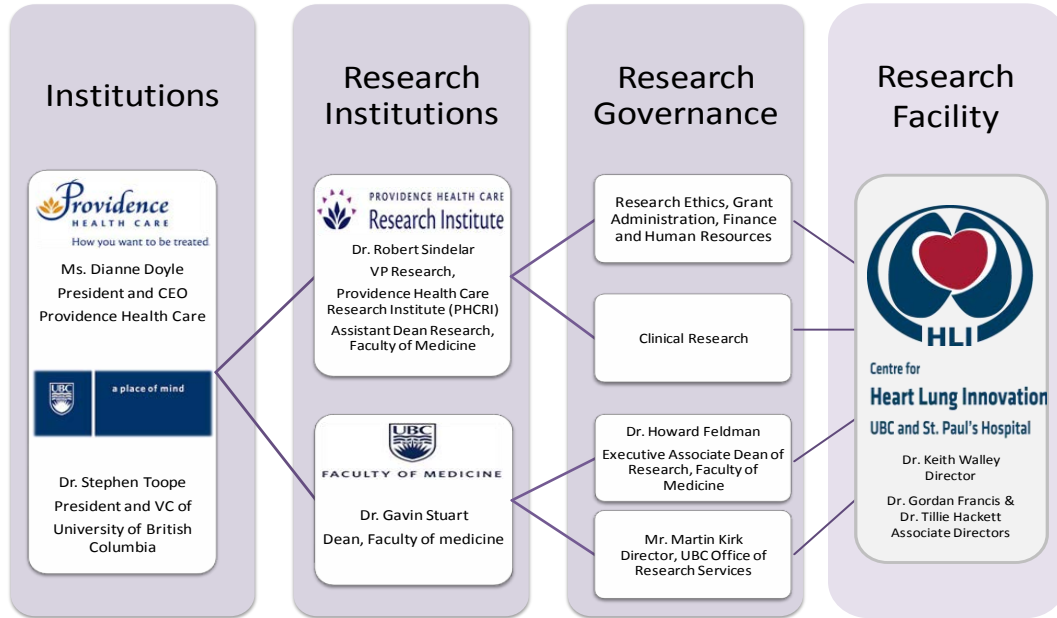 Institutions
Providence
HEALTH CARE
How you want to be treated.
Ms. Dianne Doyle
President and CEO
Providence Health Care
UBC
a place of mind
Dr. Stephen Toope
President and VC of
University of British
Columbia
Research
Institutions
PROVIDENCE HEALTH CARE
Research Institute
Dr. Robert Sindelar
VP Research,
Providence Health Care
Research Institute (PHCRI)
Assistant Dean Research,
Faculty of Medicine
UBC
FACULTY OF MEDICINE
Dr. Gavin Stuart
Dean, Faculty of medicine
Research
Governance
Research Ethics, Grant
Administration, Finance
and Human Resources
Clinical Research
Dr. Howard Feldman
Executive Associate Dean of
Research, Faculty of
Medicine
Mr. Martin Kirk
Director, UBC Office of
Research Services
Research
Facility
HLI
Centre for
Heart Lung Innovation
UBC and St. Paul's Hospital
Dr. Keith Walley
Director
Dr. Gordan Francis &
Dr. Tillie Hackett
Associate Directors